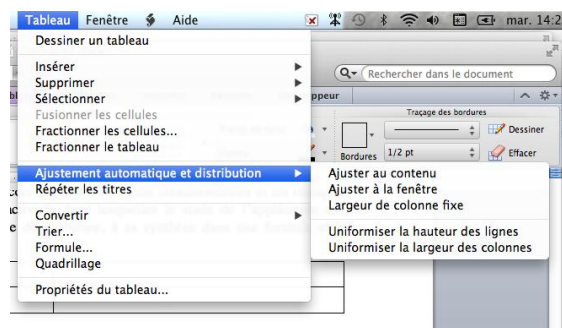 Tableau Fenêtre Aide mar. 14:2
Dessiner un tableau
Insérer
Supprimer
Sélectionner
Fusionner les cellules
Fractionner les cellules...
Fractionner le tableau
Ajustement automatique et distribution
Répéter les titres
Convertir
Trier...
Formule...
Quadrillage
Propriétés du tableau...
Rechercher dans le document
ppeur
Traçage des bordures
Dessiner
Bordures 1/2 pt Effacer
Ajuster au contenu
Ajuster à la fenêtre
Largeur de colonne fixe
Uniformiser la hauteur des lignes
Uniformiser la largeur des colonnes